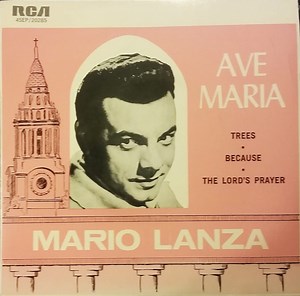 RCA
AVE
MARIA
TREES
•
BECAUSE
•
THE LORD'S PRAYER
MARIO LANZA